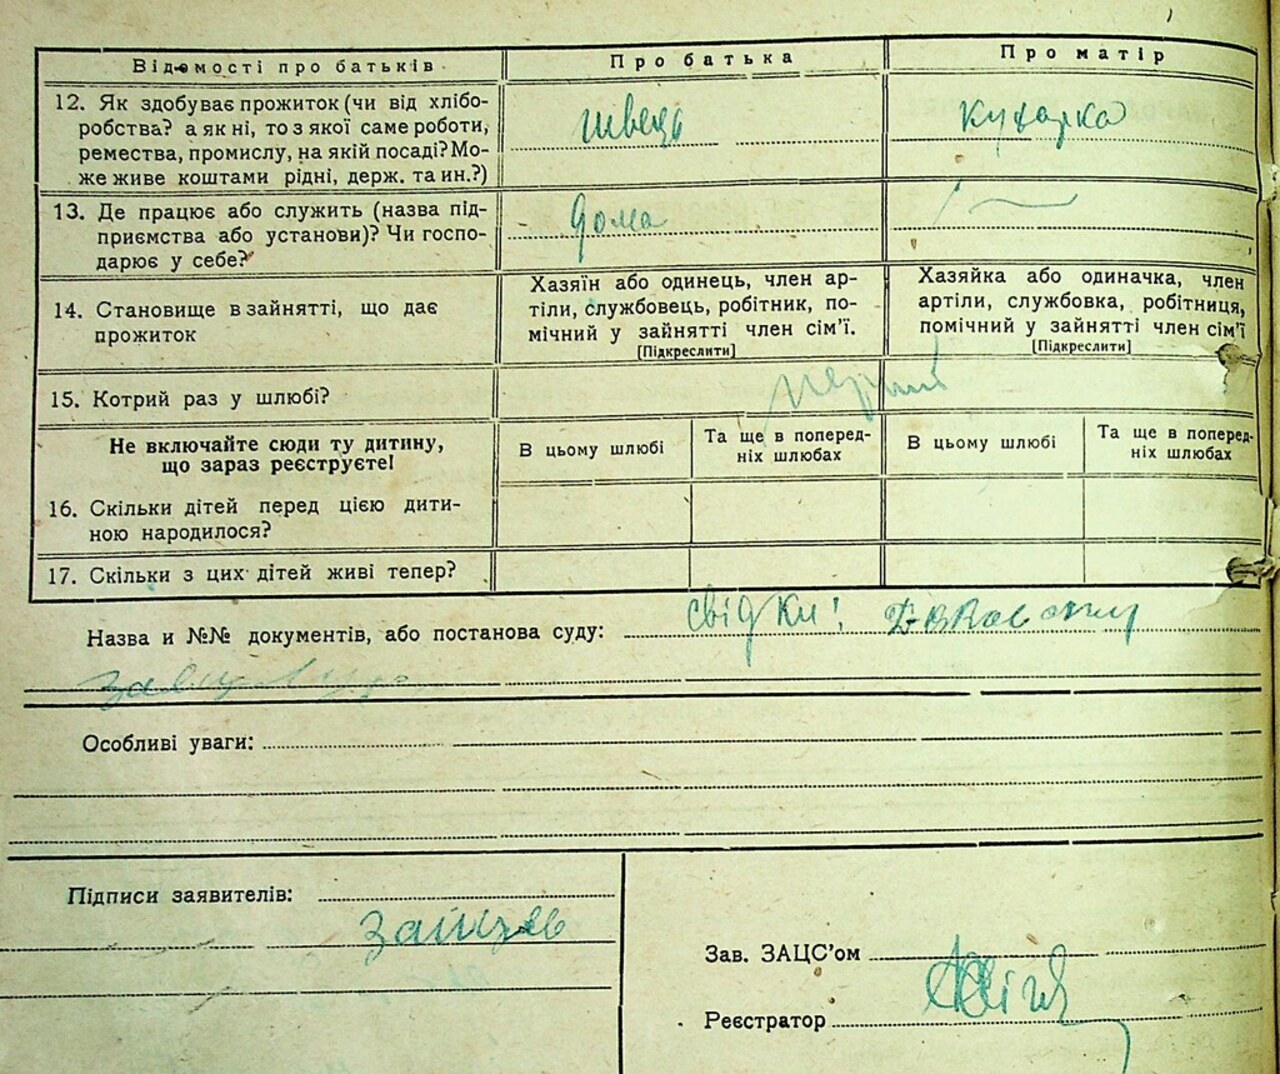 Відомості про батьків
Про батька
Про матір
12. Як здобуває прожиток (чи від хлібо-
робства? а як ні, то з якої саме роботи,
ремества, промислу, на якій посаді? Мо-
же живе коштами рідні, держ. та ин.?)
швець
кухарка
13. Де працює або служить (назва під-
приємства або установи)? Чи госпо-
дарює у себе?
дома
14. Становище в зайнятті, що дає
прожиток
Хазяїн або одинець, член ар-
тіли, службовець, робітник, по-
мічний у зайнятті член сім’ї.
[Підкреслити]
Хазяйка або одиначка, член
артіли, службовка, робітниця,
помічний у зайнятті член сім’ї
[Підкреслити]
15. Котрий раз у шлюбі?
Не включайте сюди ту дитину,
що зараз реєструєте!
В цьому шлюбі
Та ще в поперед-
ніх шлюбах
В цьому шлюбі
Та ще в поперед-
ніх шлюбах
16. Скільки дітей перед цією дити-
ною народилося?
17. Скільки з цих дітей живі тепер?
Назва и №№ документів, або постанова суду: свідки:
Особливі уваги:
Підписи заявителів:
Зав. ЗАЦС’ом
Реєстратор